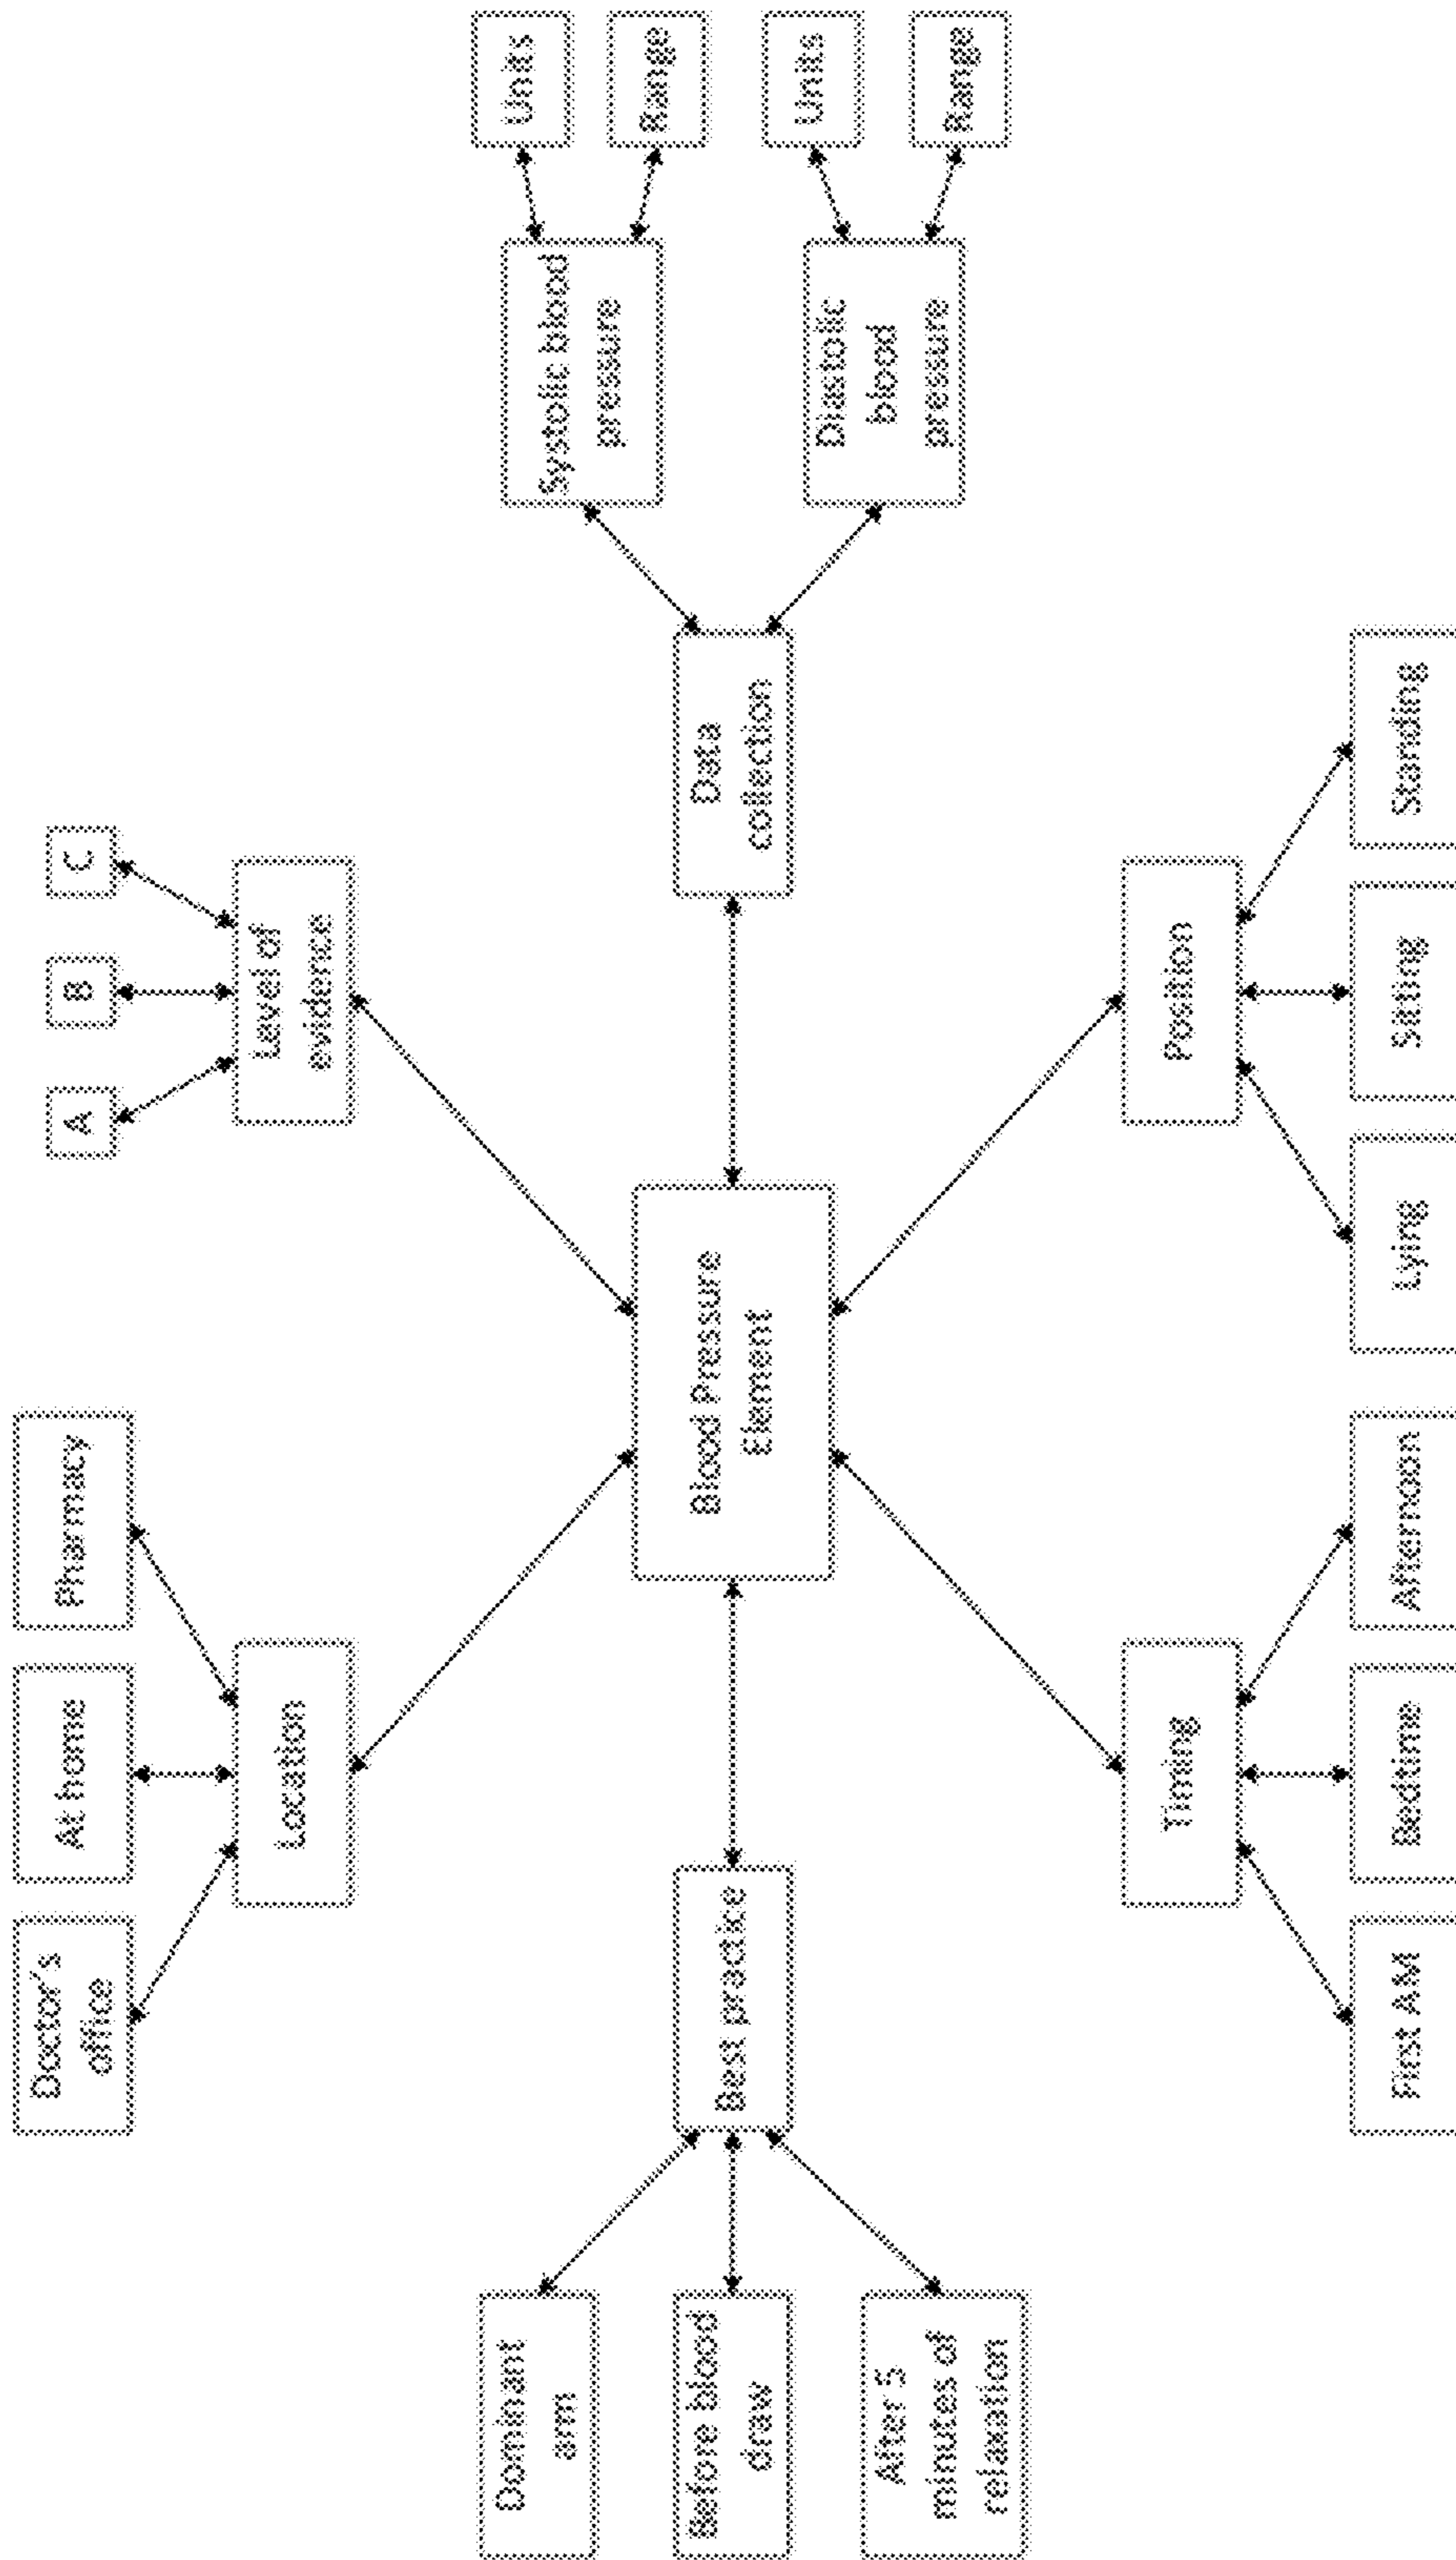 Doctor's
office
At home
Pharmacy
A
B
C
Location
Level of
evidence
Dominant
arm
Before blood
draw
After 5
minutes of
relaxation
Best practice
Blood Pressure
Element
Data
collection
Systolic blood
pressure
Units
Range
Diastolic
blood
pressure
Units
Range
Timing
Position
First AM
Bedtime
Afternoon
Lying
Sitting
Standing